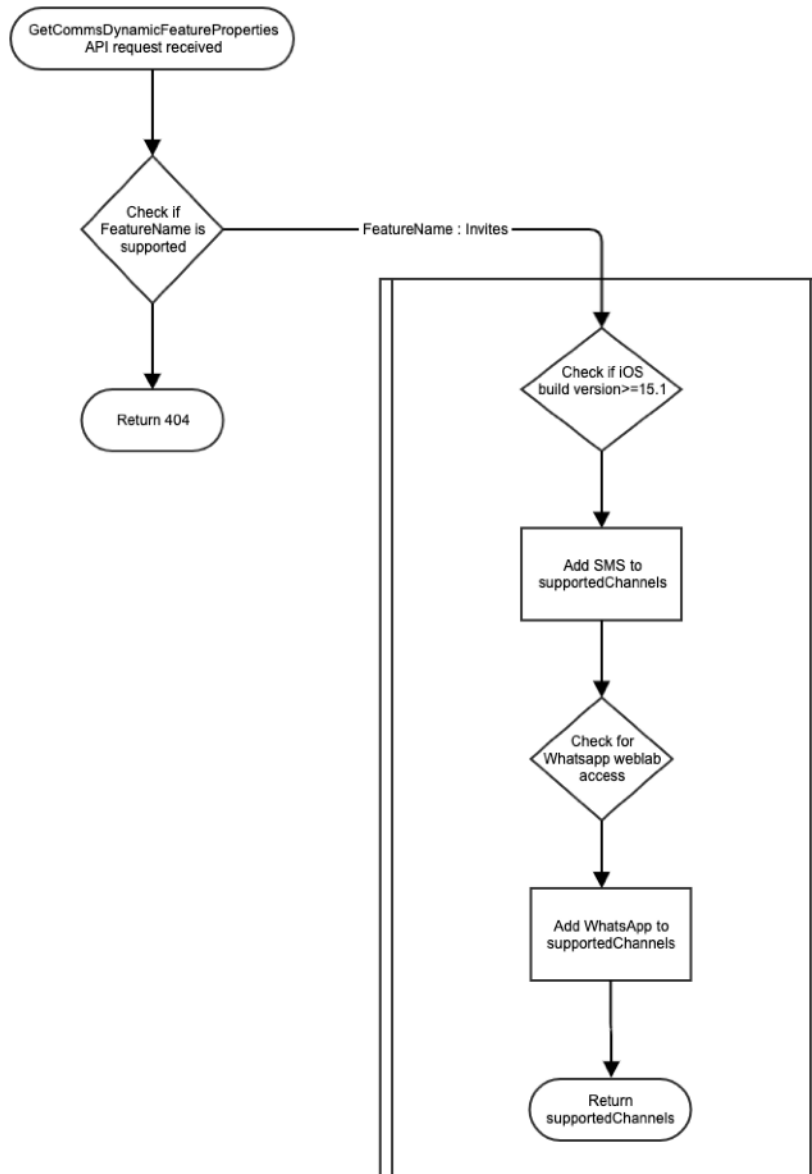 GetCommsDynamicFeatureProperties
API request received
Check if
FeatureName is
supported
FeatureName : Invites
Return 404
Check if iOS
build version>=15.1
Add SMS to
supportedChannels
Check for
Whatsapp weblab
access
Add WhatsApp to
supportedChannels
Return
supportedChannels